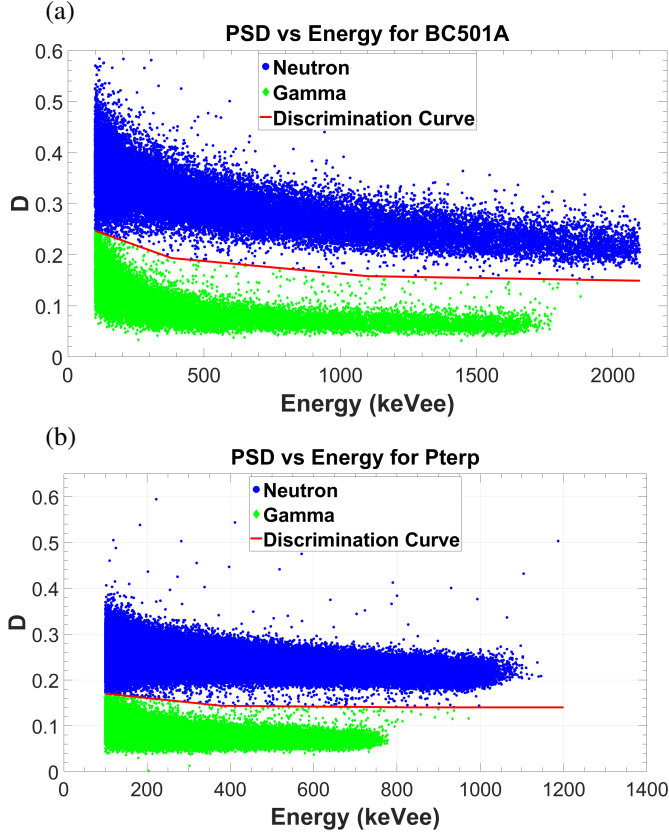 (a)
PSD vs Energy for BC501A
Neutron
Gamma
Discrimination Curve
D
0.6
0.5
0.4
0.3
0.2
0.1
0
0 500 1000 1500 2000
Energy (keVee)
(b)
PSD vs Energy for Pterp
Neutron
Gamma
Discrimination Curve
D
0.6
0.5
0.4
0.3
0.2
0.1
0
0 200 400 600 800 1000 1200 1400
Energy (keVee)